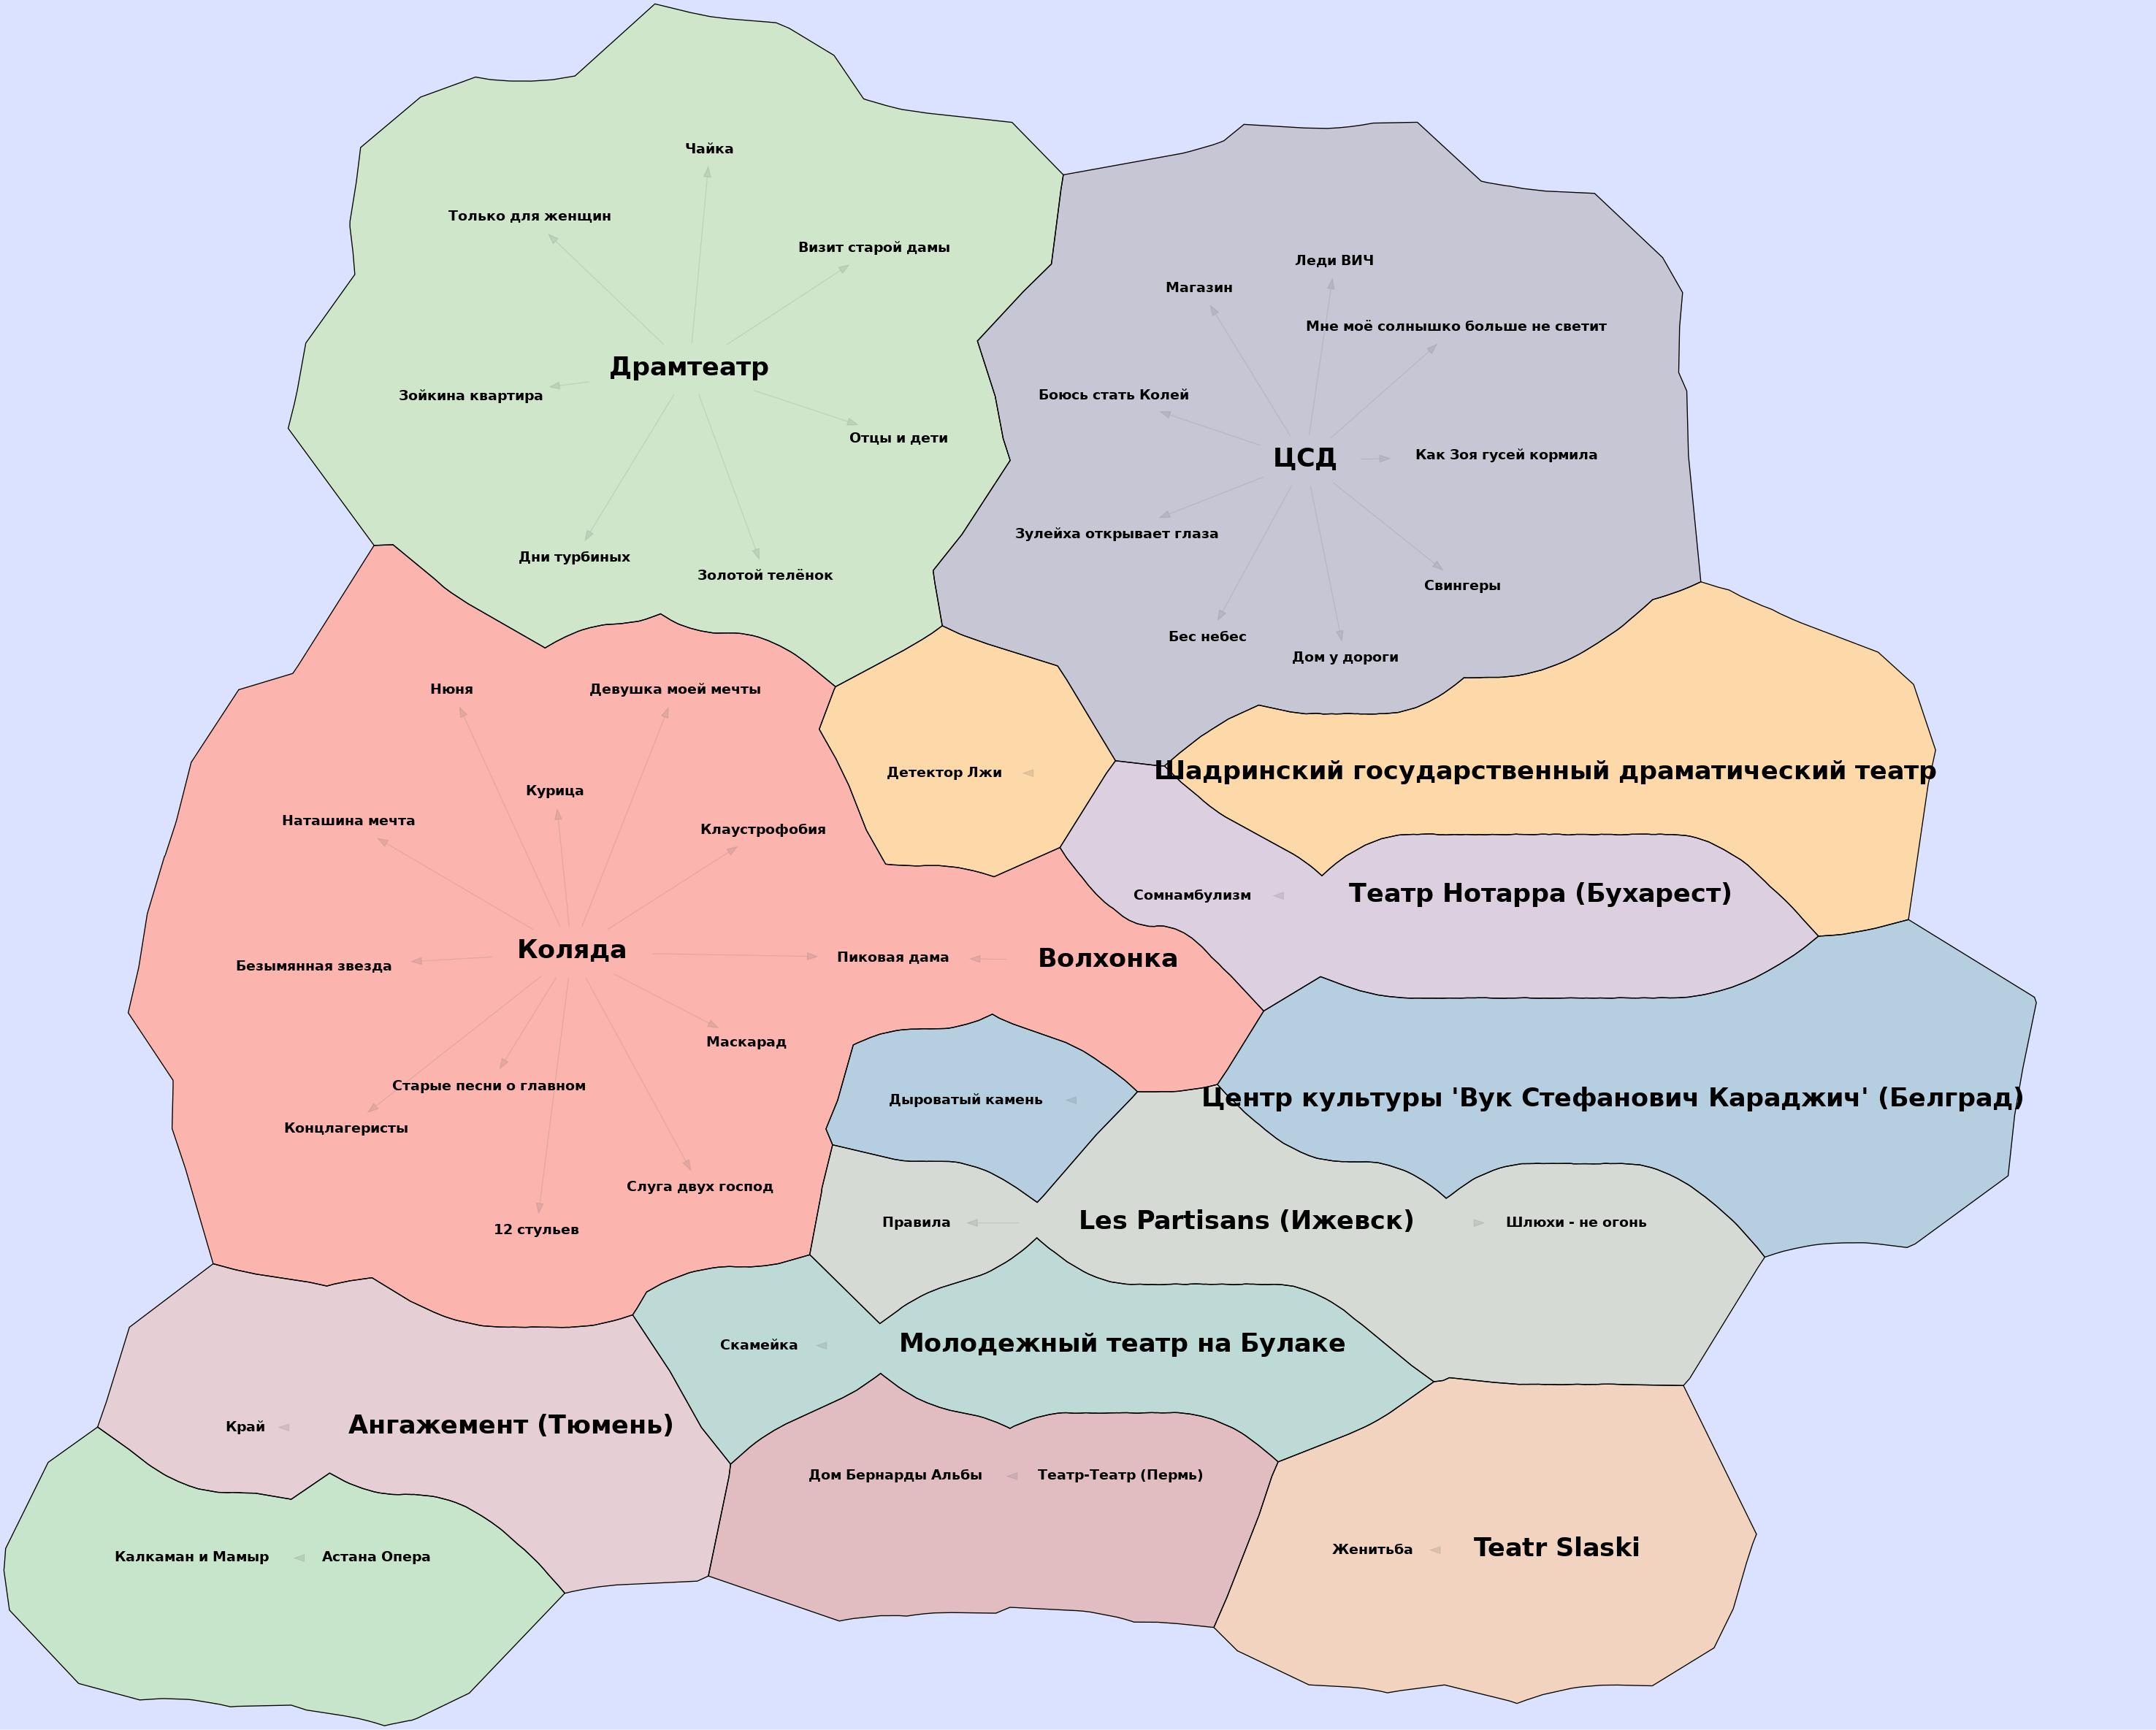 Чайка
Только для женщин
Визит старой дамы
Драмтеатр
Зойкина квартира
Отцы и дети
Дни турбиных
Золотой телёнок
Леди ВИЧ
Магазин
Мне моё солнышко больше не светит
Боюсь стать Колей
ЦСД
Как Зоя гусей кормила
Зулейха открывает глаза
Свингеры
Бес небес
Дом у дороги
Нюня
Девушка моей мечты
Курица
Наташина мечта
Клаустрофобия
Коляда
Безымянная звезда
Пиковая дама
Волхонка
Маскарад
Старые песни о главном
Концлагеристы
Слуга двух господ
12 стульев
Детектор Лжи
Шадринский государственный драматический театр
Сомнамбулизм
Театр Нотарра (Бухарест)
Дыроватый камень
Центр культуры 'Вук Стефанович Караджич' (Белград)
Правила
Les Partisans (Ижевск)
Шлюхи - не огонь
Скамейка
Молодежный театр на Булаке
Край
Ангажемент (Тюмень)
Дом Бернарды Альбы
Театр-Театр (Пермь)
Калкаман и Мамыр
Астана Опера
Женитьба
Teatr Slaski